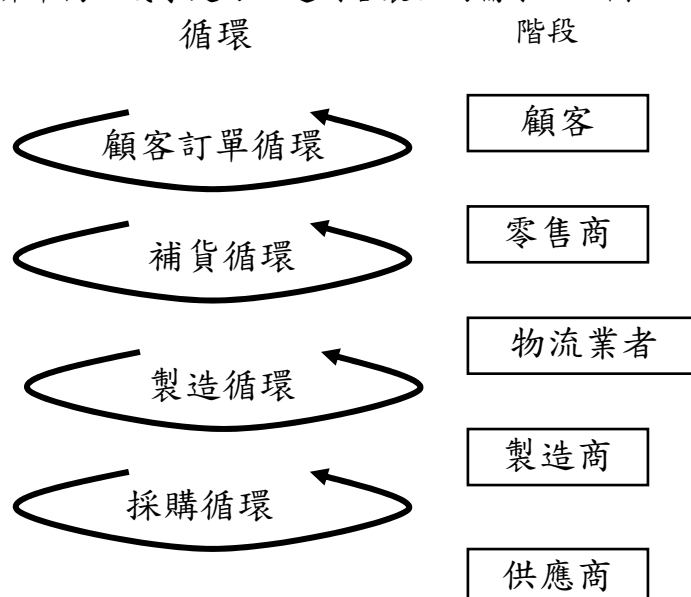 循環
階段
顧客訂單循環
顧客
補貨循環
零售商
製造循環
物流業者
製造商
採購循環
供應商